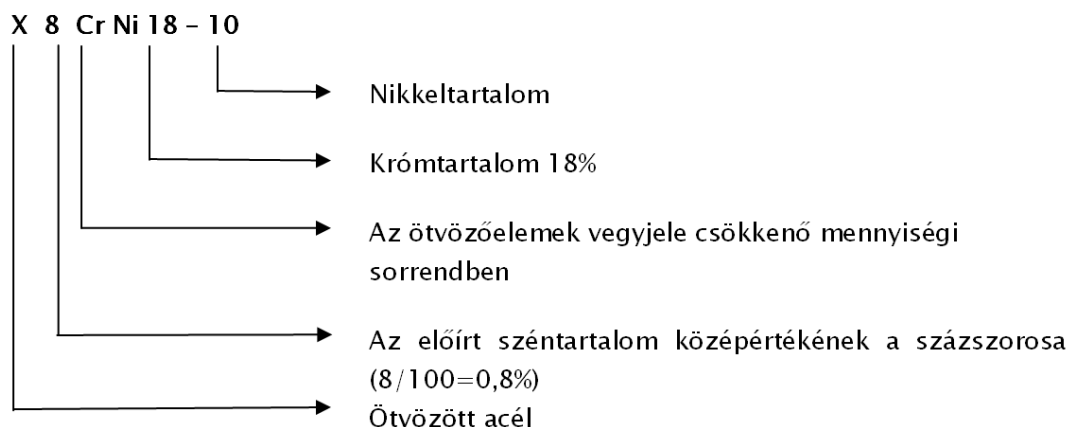 X 8 Cr Ni 18 – 10
Nikkeltartalom
Krómtartalom 18%
Az ötvözőelemek vegyjele csökkenő mennyiségi
sorrendben
Az előírt széntartalom középértékének a százszorosa
(8/100=0,8%)
Ötvözött acél